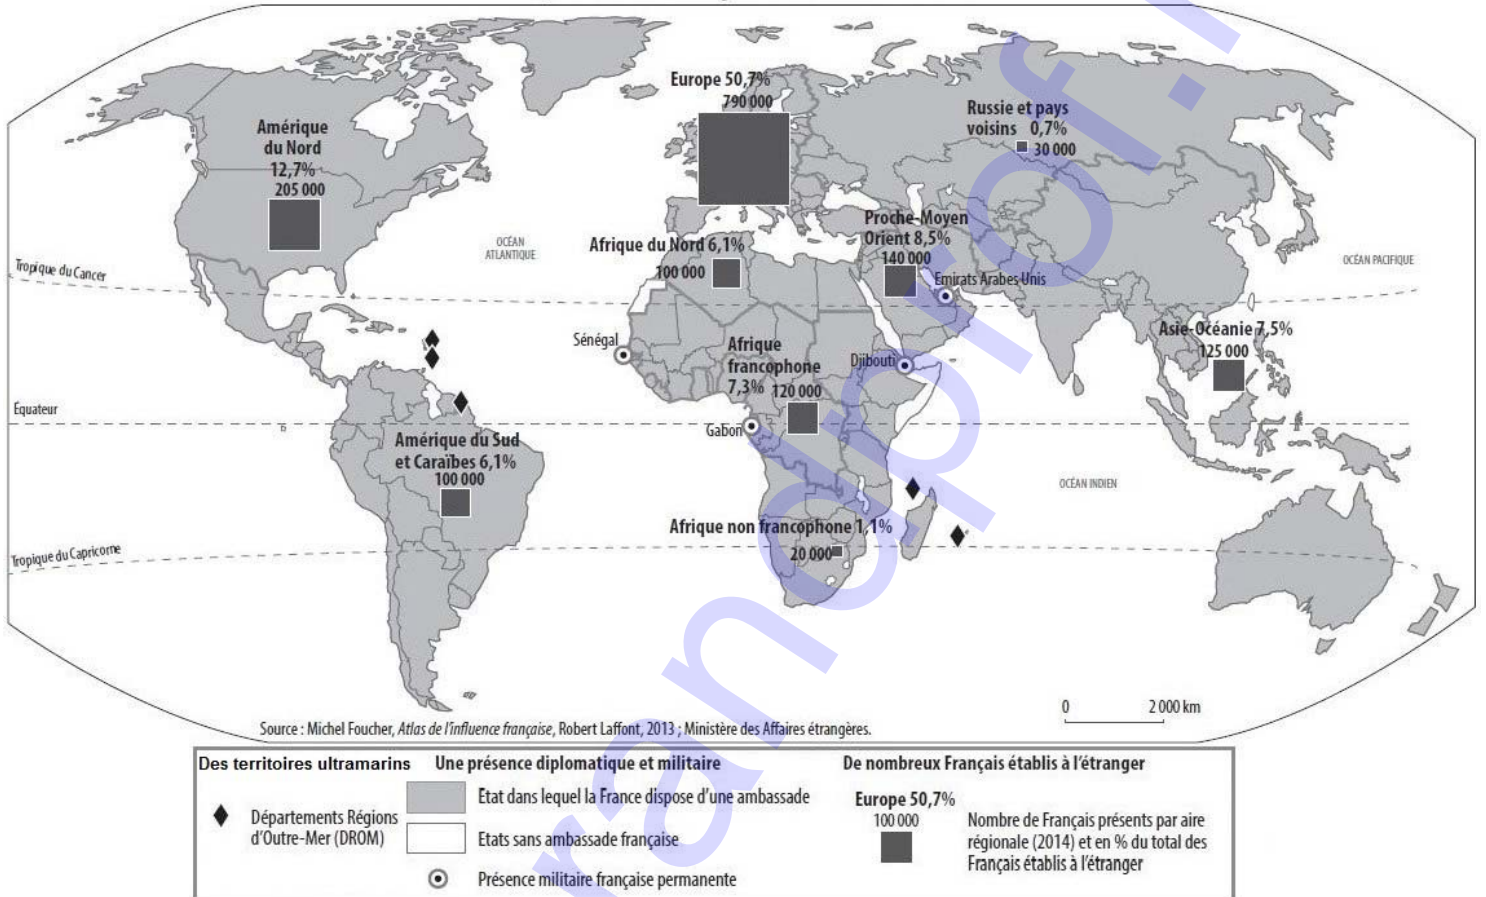 Europe 50,7%
790 000
Russie et pays
voisins 0,7%
30 000
Amérique
du Nord
12,7%
205 000
Proche-Moyen
Orient 8,5%
140 000
Afrique du Nord 6,1%
100 000
Emirats Arabes Unis
OCÉAN
ATLANTIQUE
OCÉAN PACIFIQUE
Tropique du Cancer
Sénégal
Afrique
francophone
7,3% 120 000
Djibouti
Asie-Océanie 7,5%
125 000
Équateur
Gabon
Amérique du Sud
et Caraïbes 6,1%
100 000
OCÉAN INDIEN
Afrique non francophone 1,1%
20 000
Tropique du Capricorne
0 2 000 km
Source : Michel Foucher, Atlas de l'influence française, Robert Laffont, 2013 ; Ministère des Affaires étrangères.
Des territoires ultramarins
Départements Régions
d'Outre-Mer (DROM)
Une présence diplomatique et militaire
Etat dans lequel la France dispose d'une ambassade
Etats sans ambassade française
Présence militaire française permanente
De nombreux Français établis à l'étranger
Europe 50,7%
100 000
Nombre de Français présents par aire
régionale (2014) et en % du total des
Français établis à l'étranger
randprof.